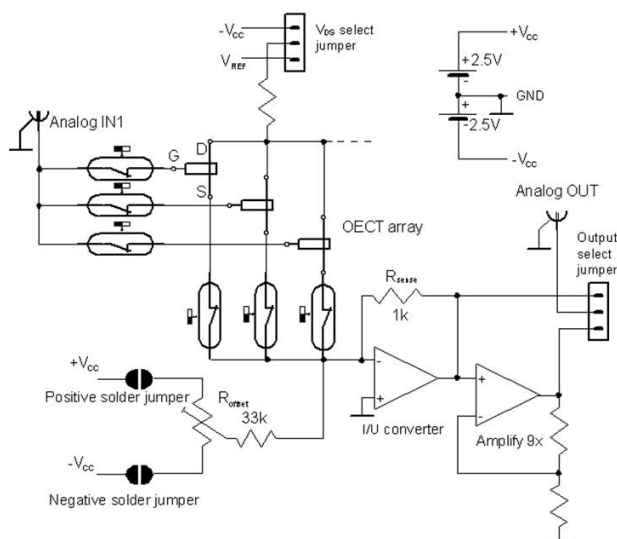 -VCC
VREF
VDS select
jumper
+VCC
+2.5V
-
GND
+
-2.5V
-VCC
Analog IN1
G
D
S
OECT array
Analog OUT
Output
select
jumper
Rsense
1k
-
+
I/U converter
+
-
Amplify 9x
+VCC
Positive solder jumper
Roffset
33k
-VCC
Negative solder jumper